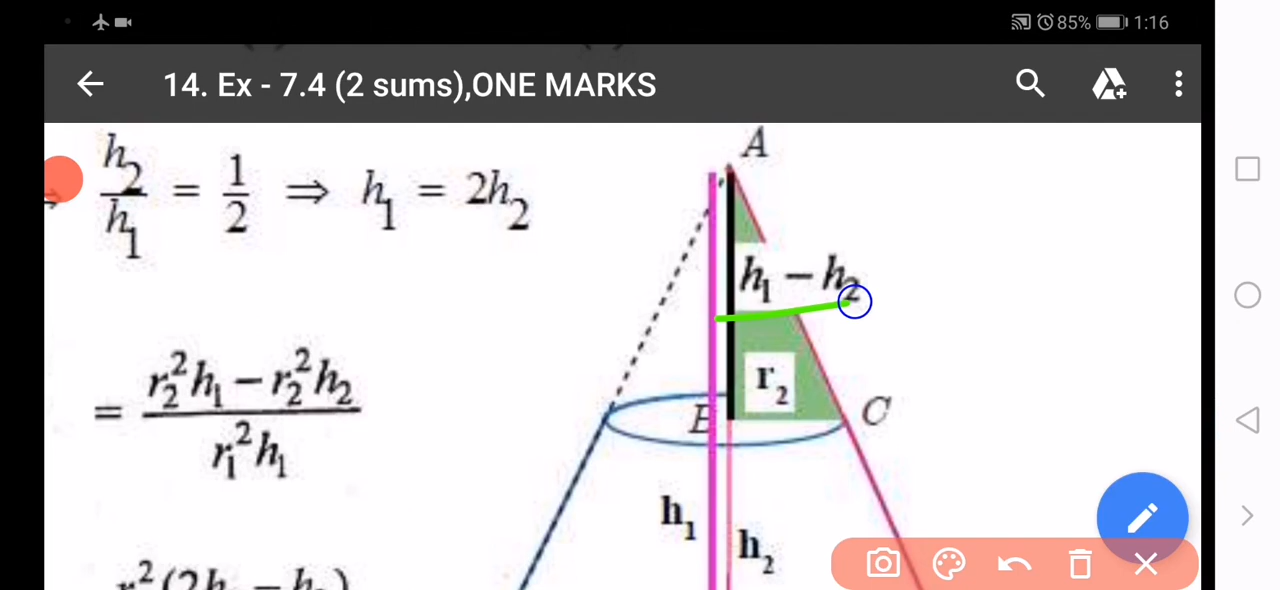 85% 1:16
14. Ex - 7.4 (2 sums),ONE MARKS
h₂/h₁ = 1/2 ⇒ h₁ = 2h₂
= (r₂²h₁ − r₂²h₂)/(r₁²h₁)
A
h₁ − h₂
r₂
C
h₁
h₂